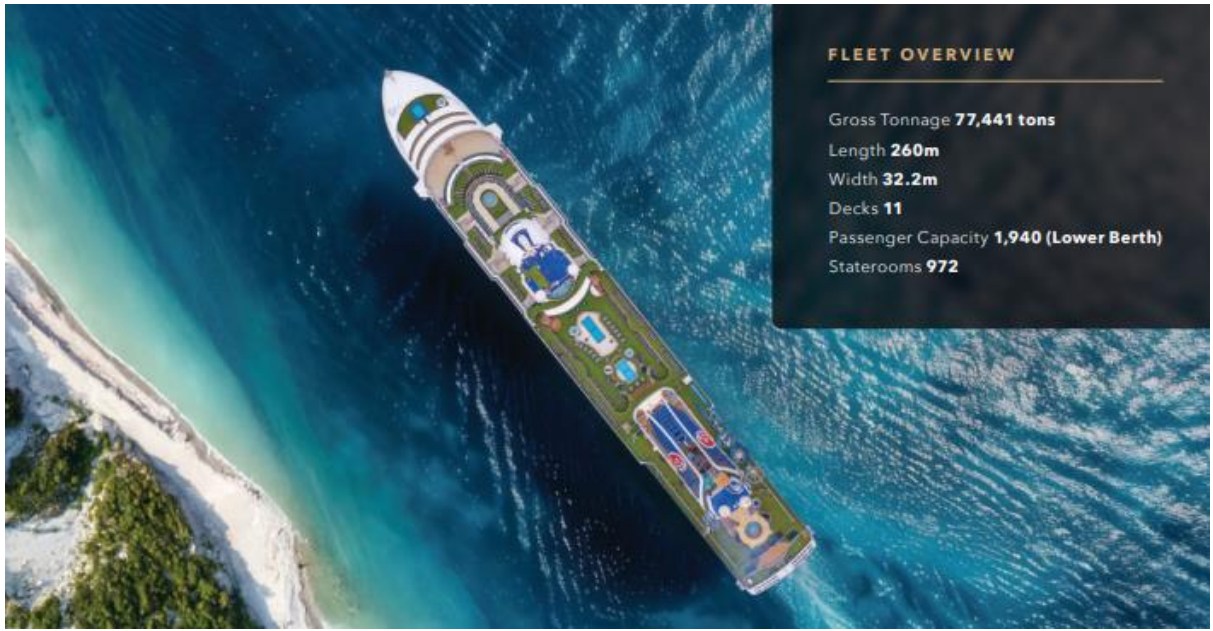 FLEET OVERVIEW
Gross Tonnage 77,441 tons
Length 260m
Width 32.2m
Decks 11
Passenger Capacity 1,940 (Lower Berth)
Staterooms 972